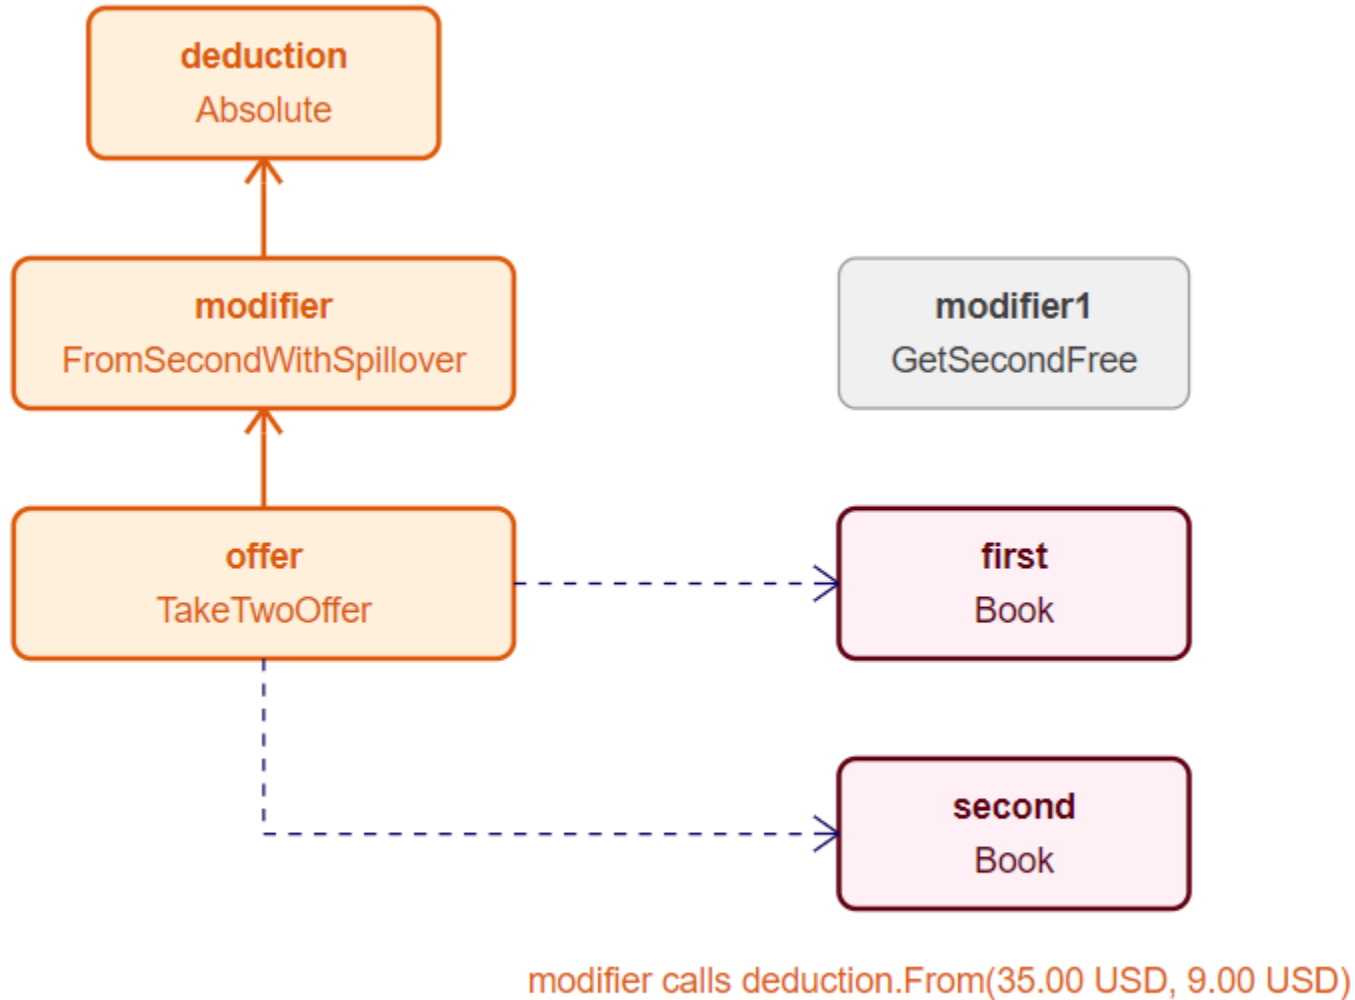 deduction
Absolute
modifier
FromSecondWithSpillover
modifier1
GetSecondFree
offer
TakeTwoOffer
first
Book
second
Book
modifier calls deduction.From(35.00 USD, 9.00 USD)